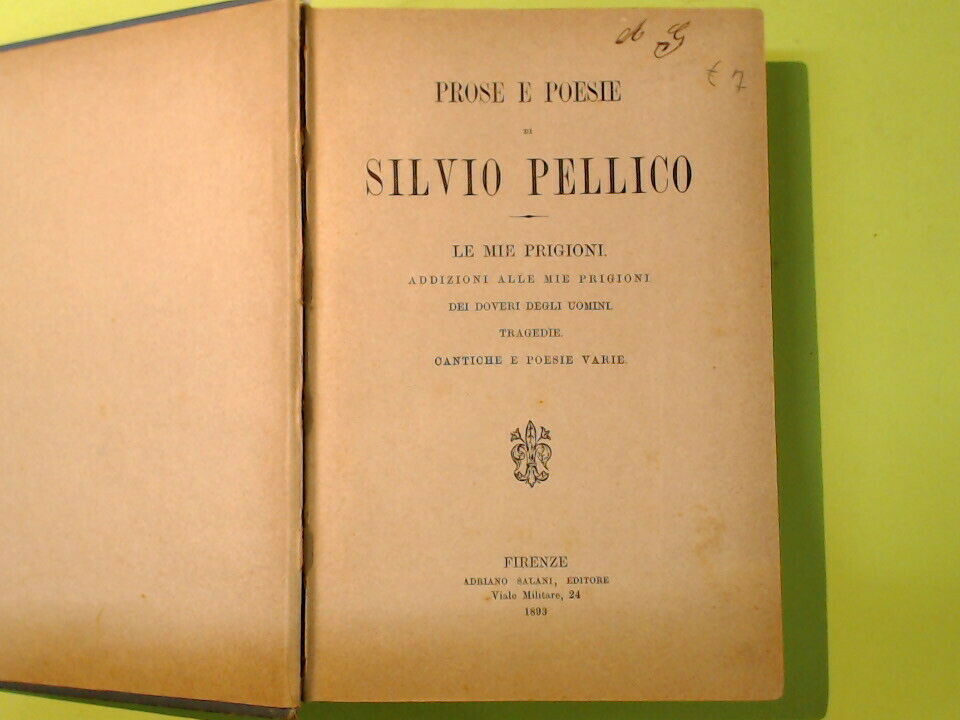 € 7
PROSE E POESIE
DI
SILVIO PELLICO
LE MIE PRIGIONI.
ADDIZIONI ALLE MIE PRIGIONI
DEI DOVERI DEGLI UOMINI.
TRAGEDIE.
CANTICHE E POESIE VARIE.
FIRENZE
ADRIANO SALANI, EDITORE
Viale Militare, 24
1893